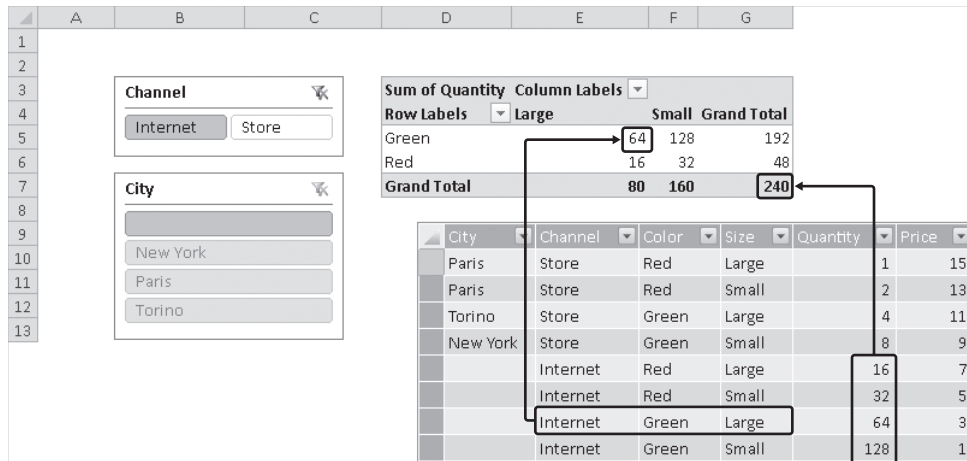 A B C D E F G
1
2
3 Channel Sum of Quantity Column Labels
4 Row Labels Large Small Grand Total
5 Internet Store Green 64 128 192
6 Red 16 32 48
7 City Grand Total 80 160 240
8
9 City Channel Color Size Quantity Price
10 New York Paris Store Red Large 1 15
11 Paris Paris Store Red Small 2 13
12 Torino Torino Store Green Large 4 11
13 New York Store Green Small 8 9
Internet Red Large 16 7
Internet Red Small 32 5
Internet Green Large 64 3
Internet Green Small 128 1